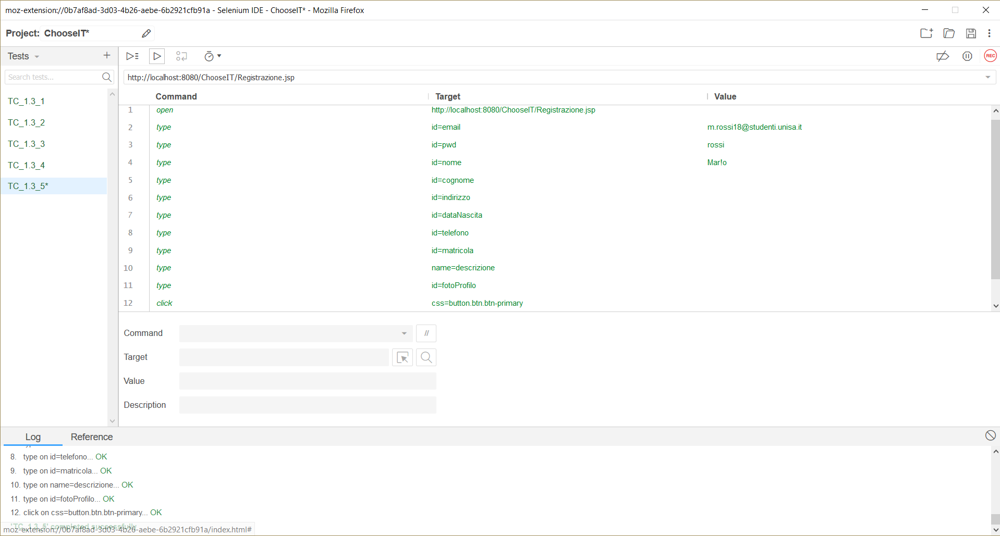 moz-extension://0b7af8ad-3d03-4b26-aebe-6b2921cfb91a - Selenium IDE - ChooseIT* - Mozilla Firefox
Project: ChooseIT*
Tests
REC
Search tests...
http://localhost:8080/ChooseIT/Registrazione.jsp
TC_1.3_1
TC_1.3_2
TC_1.3_3
TC_1.3_4
TC_1.3_5*
Command Target Value
1 open http://localhost:8080/ChooseIT/Registrazione.jsp
2 type id=email m.rossi18@studenti.unisa.it
3 type id=pwd rossi
4 type id=nome Mar!o
5 type id=cognome
6 type id=indirizzo
7 type id=dataNascita
8 type id=telefono
9 type id=matricola
10 type name=descrizione
11 type id=fotoProfilo
12 click css=button.btn.btn-primary
Command //
Target
Value
Description
Log Reference
8. type on id=telefono... OK
9. type on id=matricola... OK
10. type on name=descrizione... OK
11. type on id=fotoProfilo... OK
12. click on css=button.btn.btn-primary... OK
'TC_1.3_5' completed successfully
moz-extension://0b7af8ad-3d03-4b26-aebe-6b2921cfb91a/index.html#